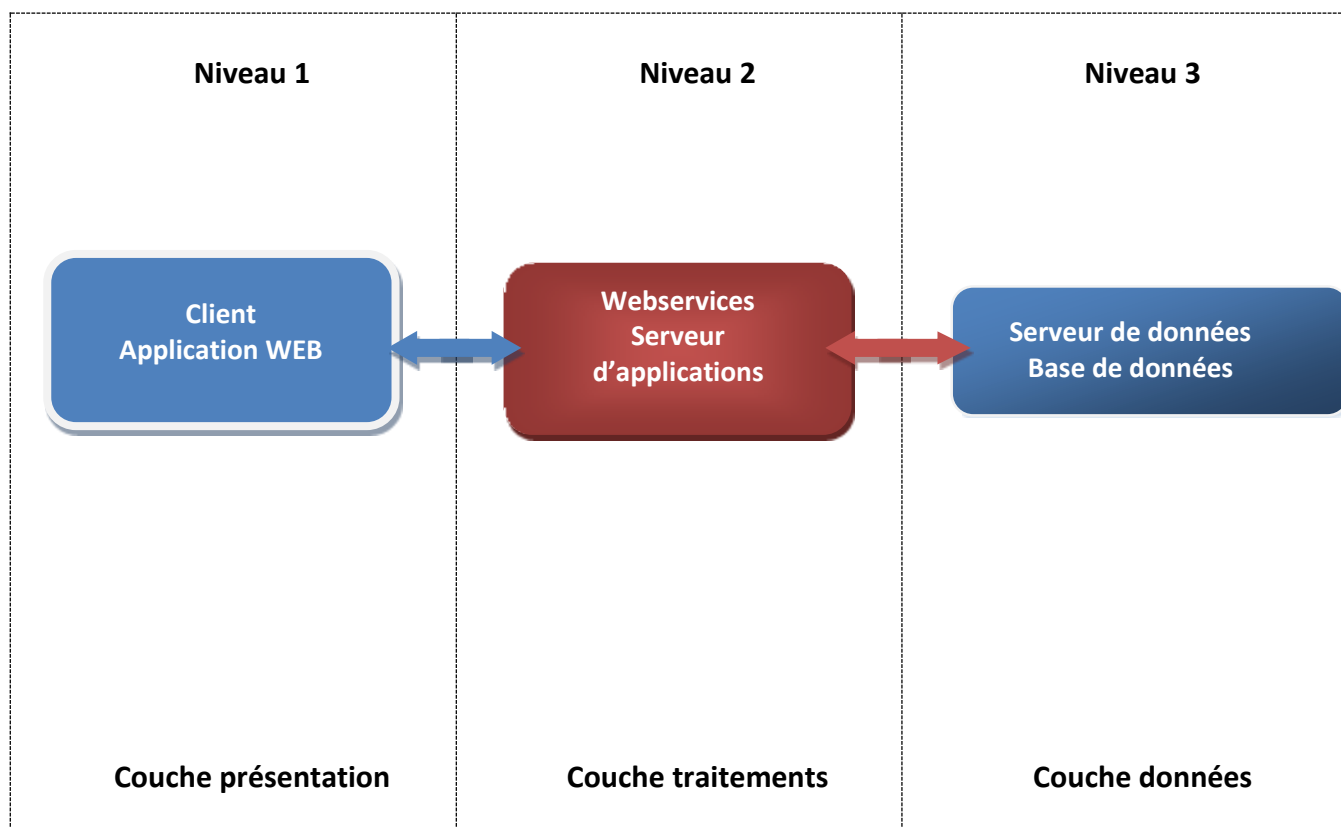 Niveau 1
Niveau 2
Niveau 3
Client
Application WEB
Webservices
Serveur
d’applications
Serveur de données
Base de données
Couche présentation
Couche traitements
Couche données